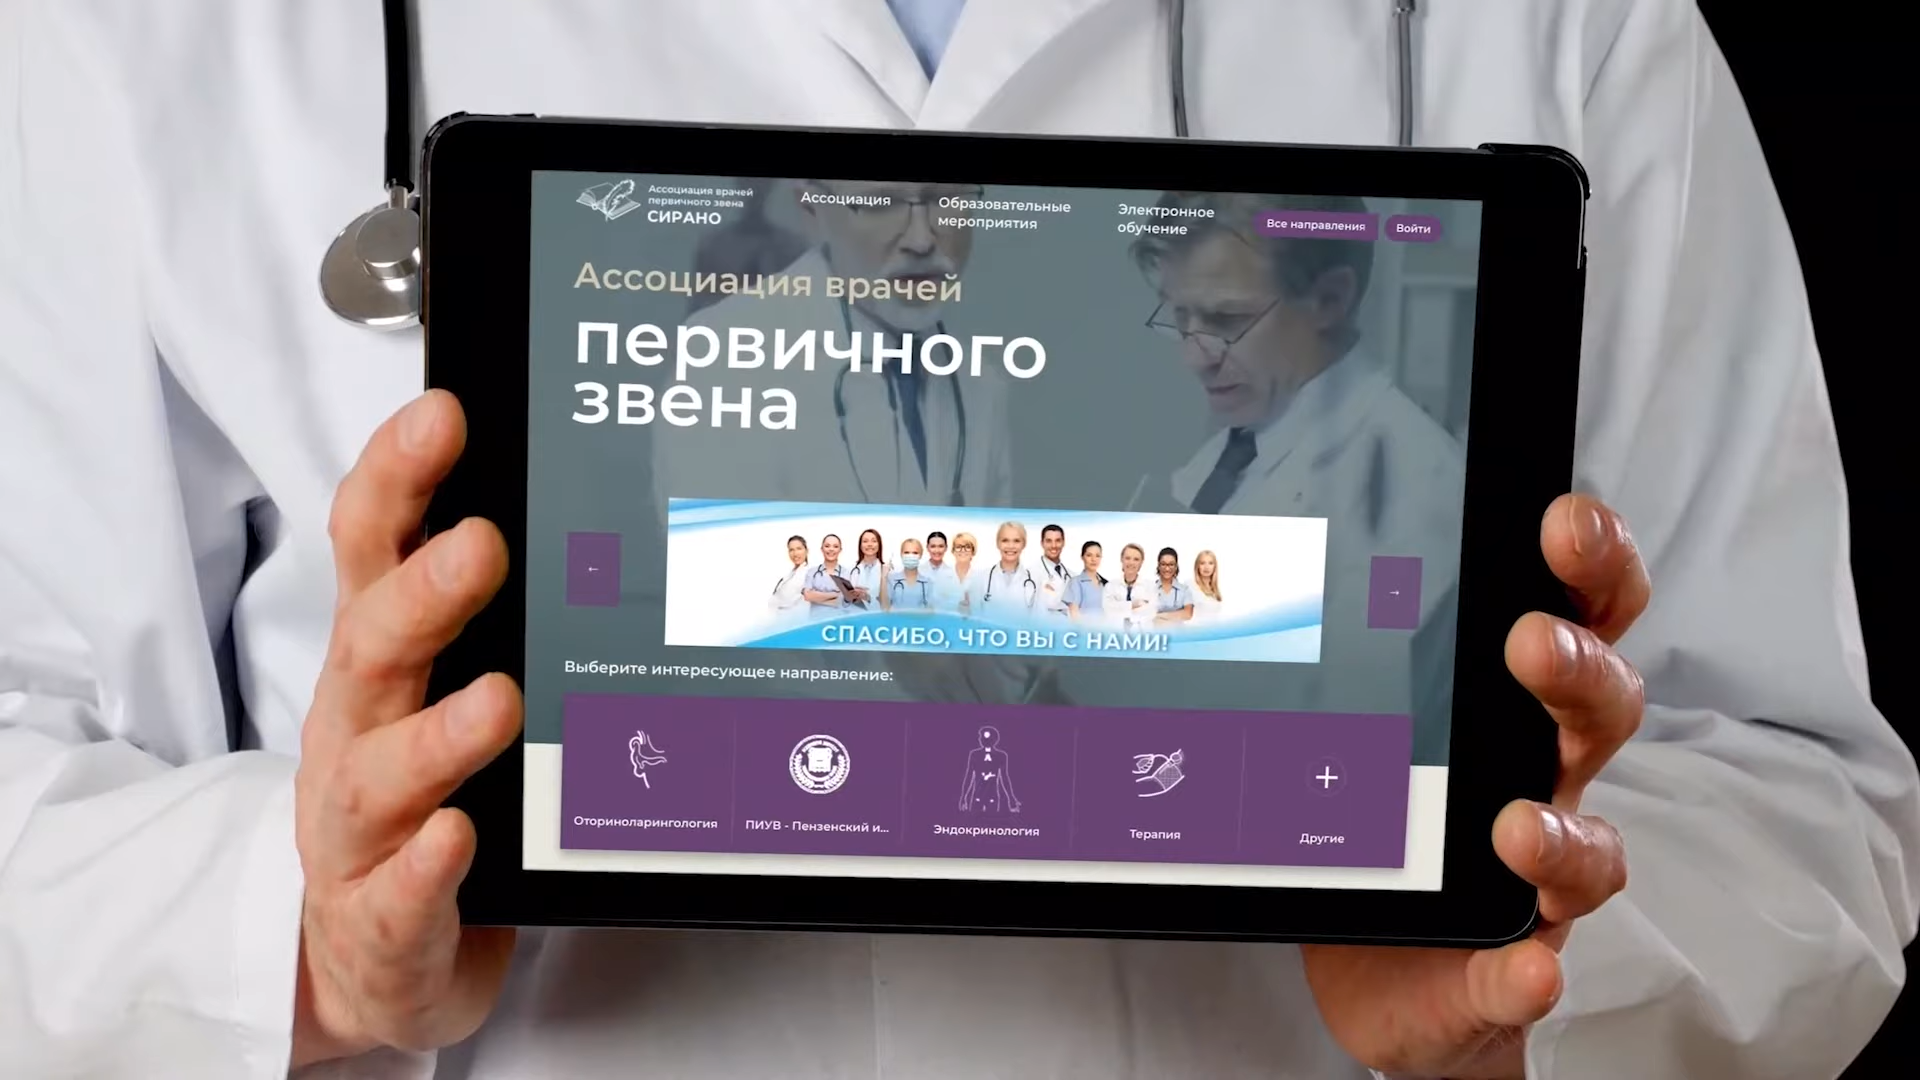 Ассоциация врачей
первичного звена
СИРАНО
Ассоциация
Образовательные
мероприятия
Электронное
обучение
Все направления
Войти
Ассоциация врачей
первичного
звена
←
→
СПАСИБО, ЧТО ВЫ С НАМИ!
Выберите интересующее направление:
Оториноларингология
ПИУВ - Пензенский и...
Эндокринология
Терапия
Другие